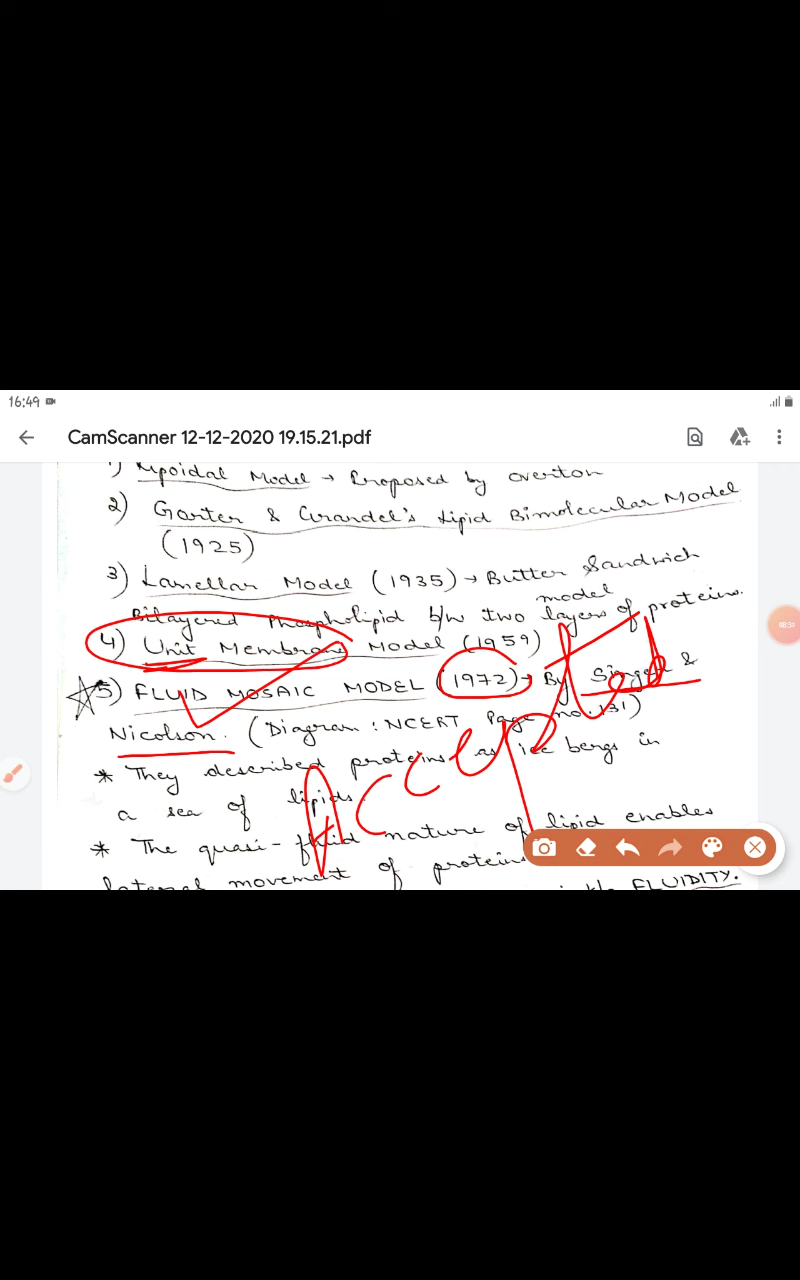 16:49
CamScanner 12-12-2020 19.15.21.pdf
1) Lipoidal Model → Proposed by overton
2) Gorter & Grendel's Lipid Bimolecular Model
(1925)
3) Lamellar Model (1935) → Butter Sandwich
model
Bilayered Phospholipid b/w two layers of proteins.
4) Unit Membrane Model (1959)
5) FLUID MOSAIC MODEL (1972) → By Singer &
Nicolson. (Diagram : NCERT Page no. 131)
* They described proteins as ice bergs in
a sea of lipids
Accepted
* The quasi-fluid nature of lipid enables
lateral movement of proteins
FLUIDITY.